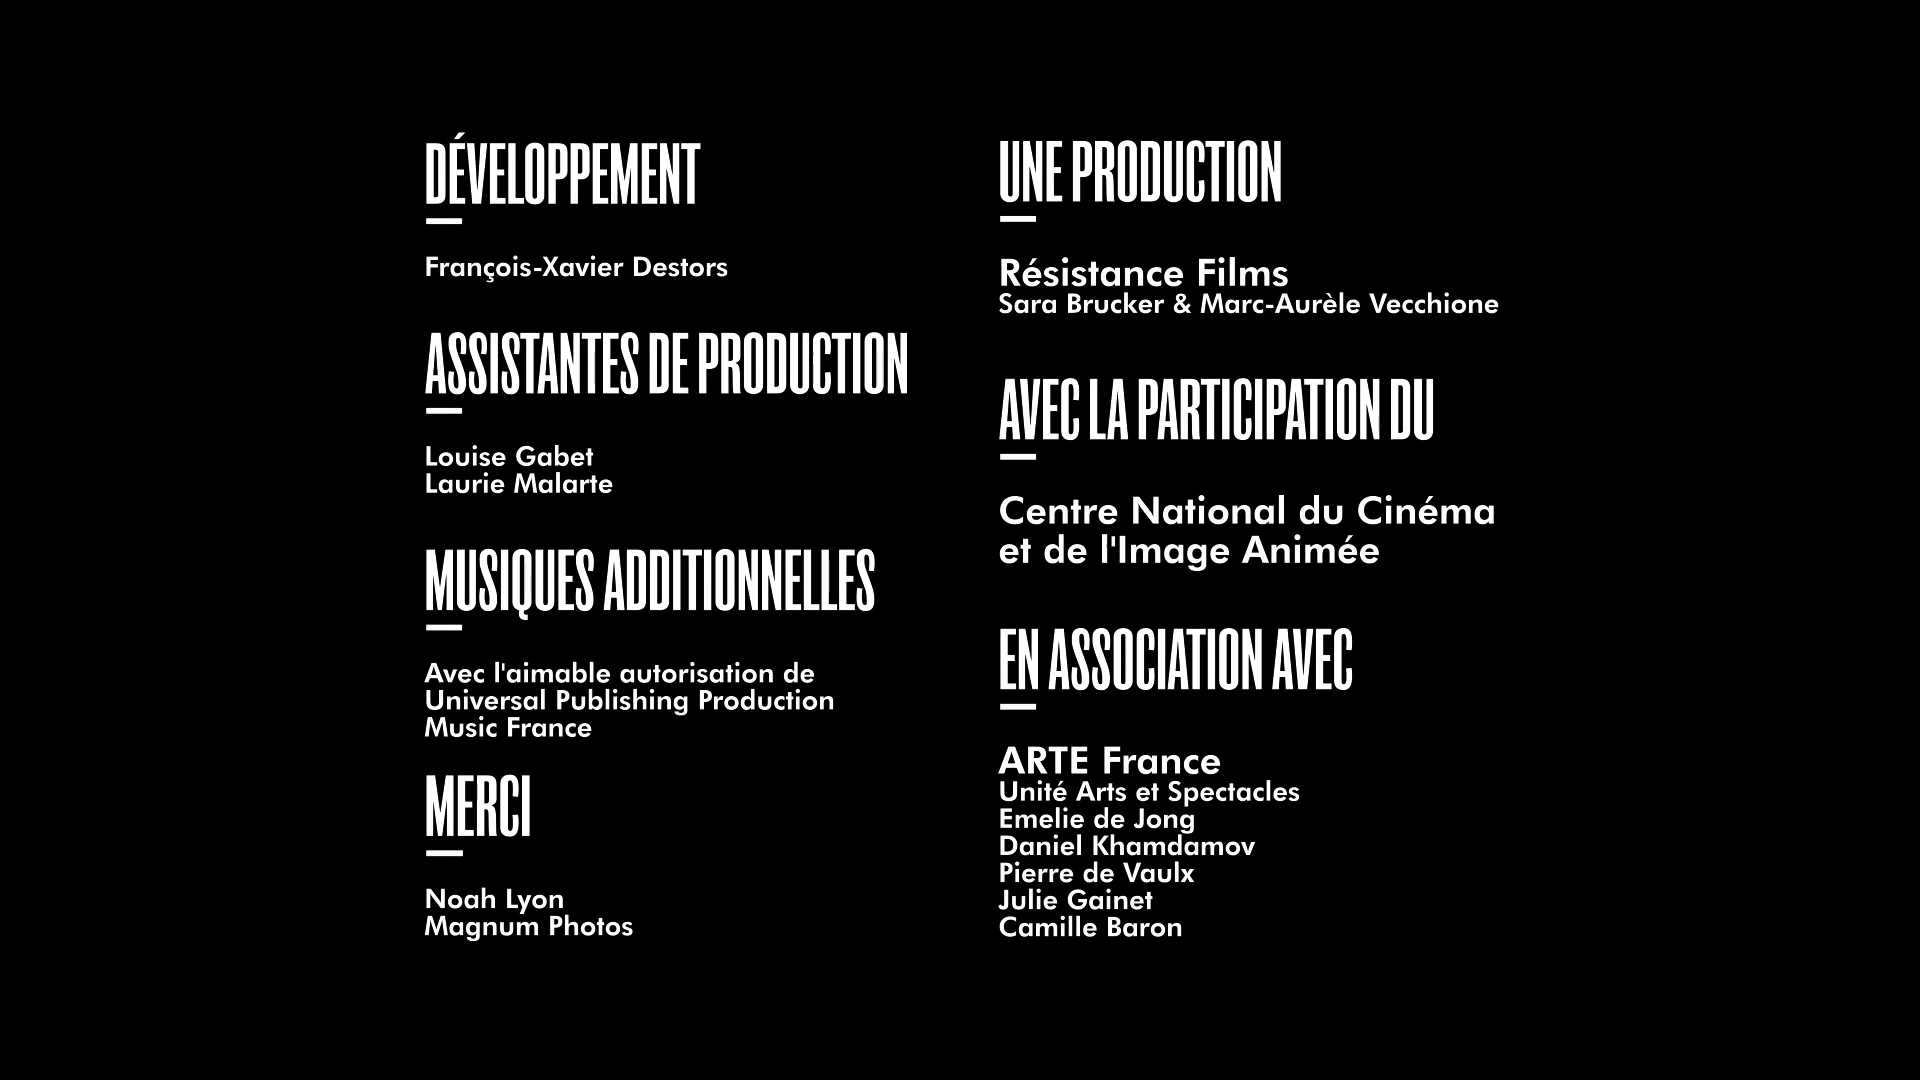 DÉVELOPPEMENT
François-Xavier Destors
ASSISTANTES DE PRODUCTION
Louise Gabet
Laurie Malarte
MUSIQUES ADDITIONNELLES
Avec l'aimable autorisation de
Universal Publishing Production
Music France
MERCI
Noah Lyon
Magnum Photos
UNE PRODUCTION
Résistance Films
Sara Brucker & Marc-Aurèle Vecchione
AVEC LA PARTICIPATION DU
Centre National du Cinéma
et de l'Image Animée
EN ASSOCIATION AVEC
ARTE France
Unité Arts et Spectacles
Emelie de Jong
Daniel Khamdamov
Pierre de Vaulx
Julie Gainet
Camille Baron